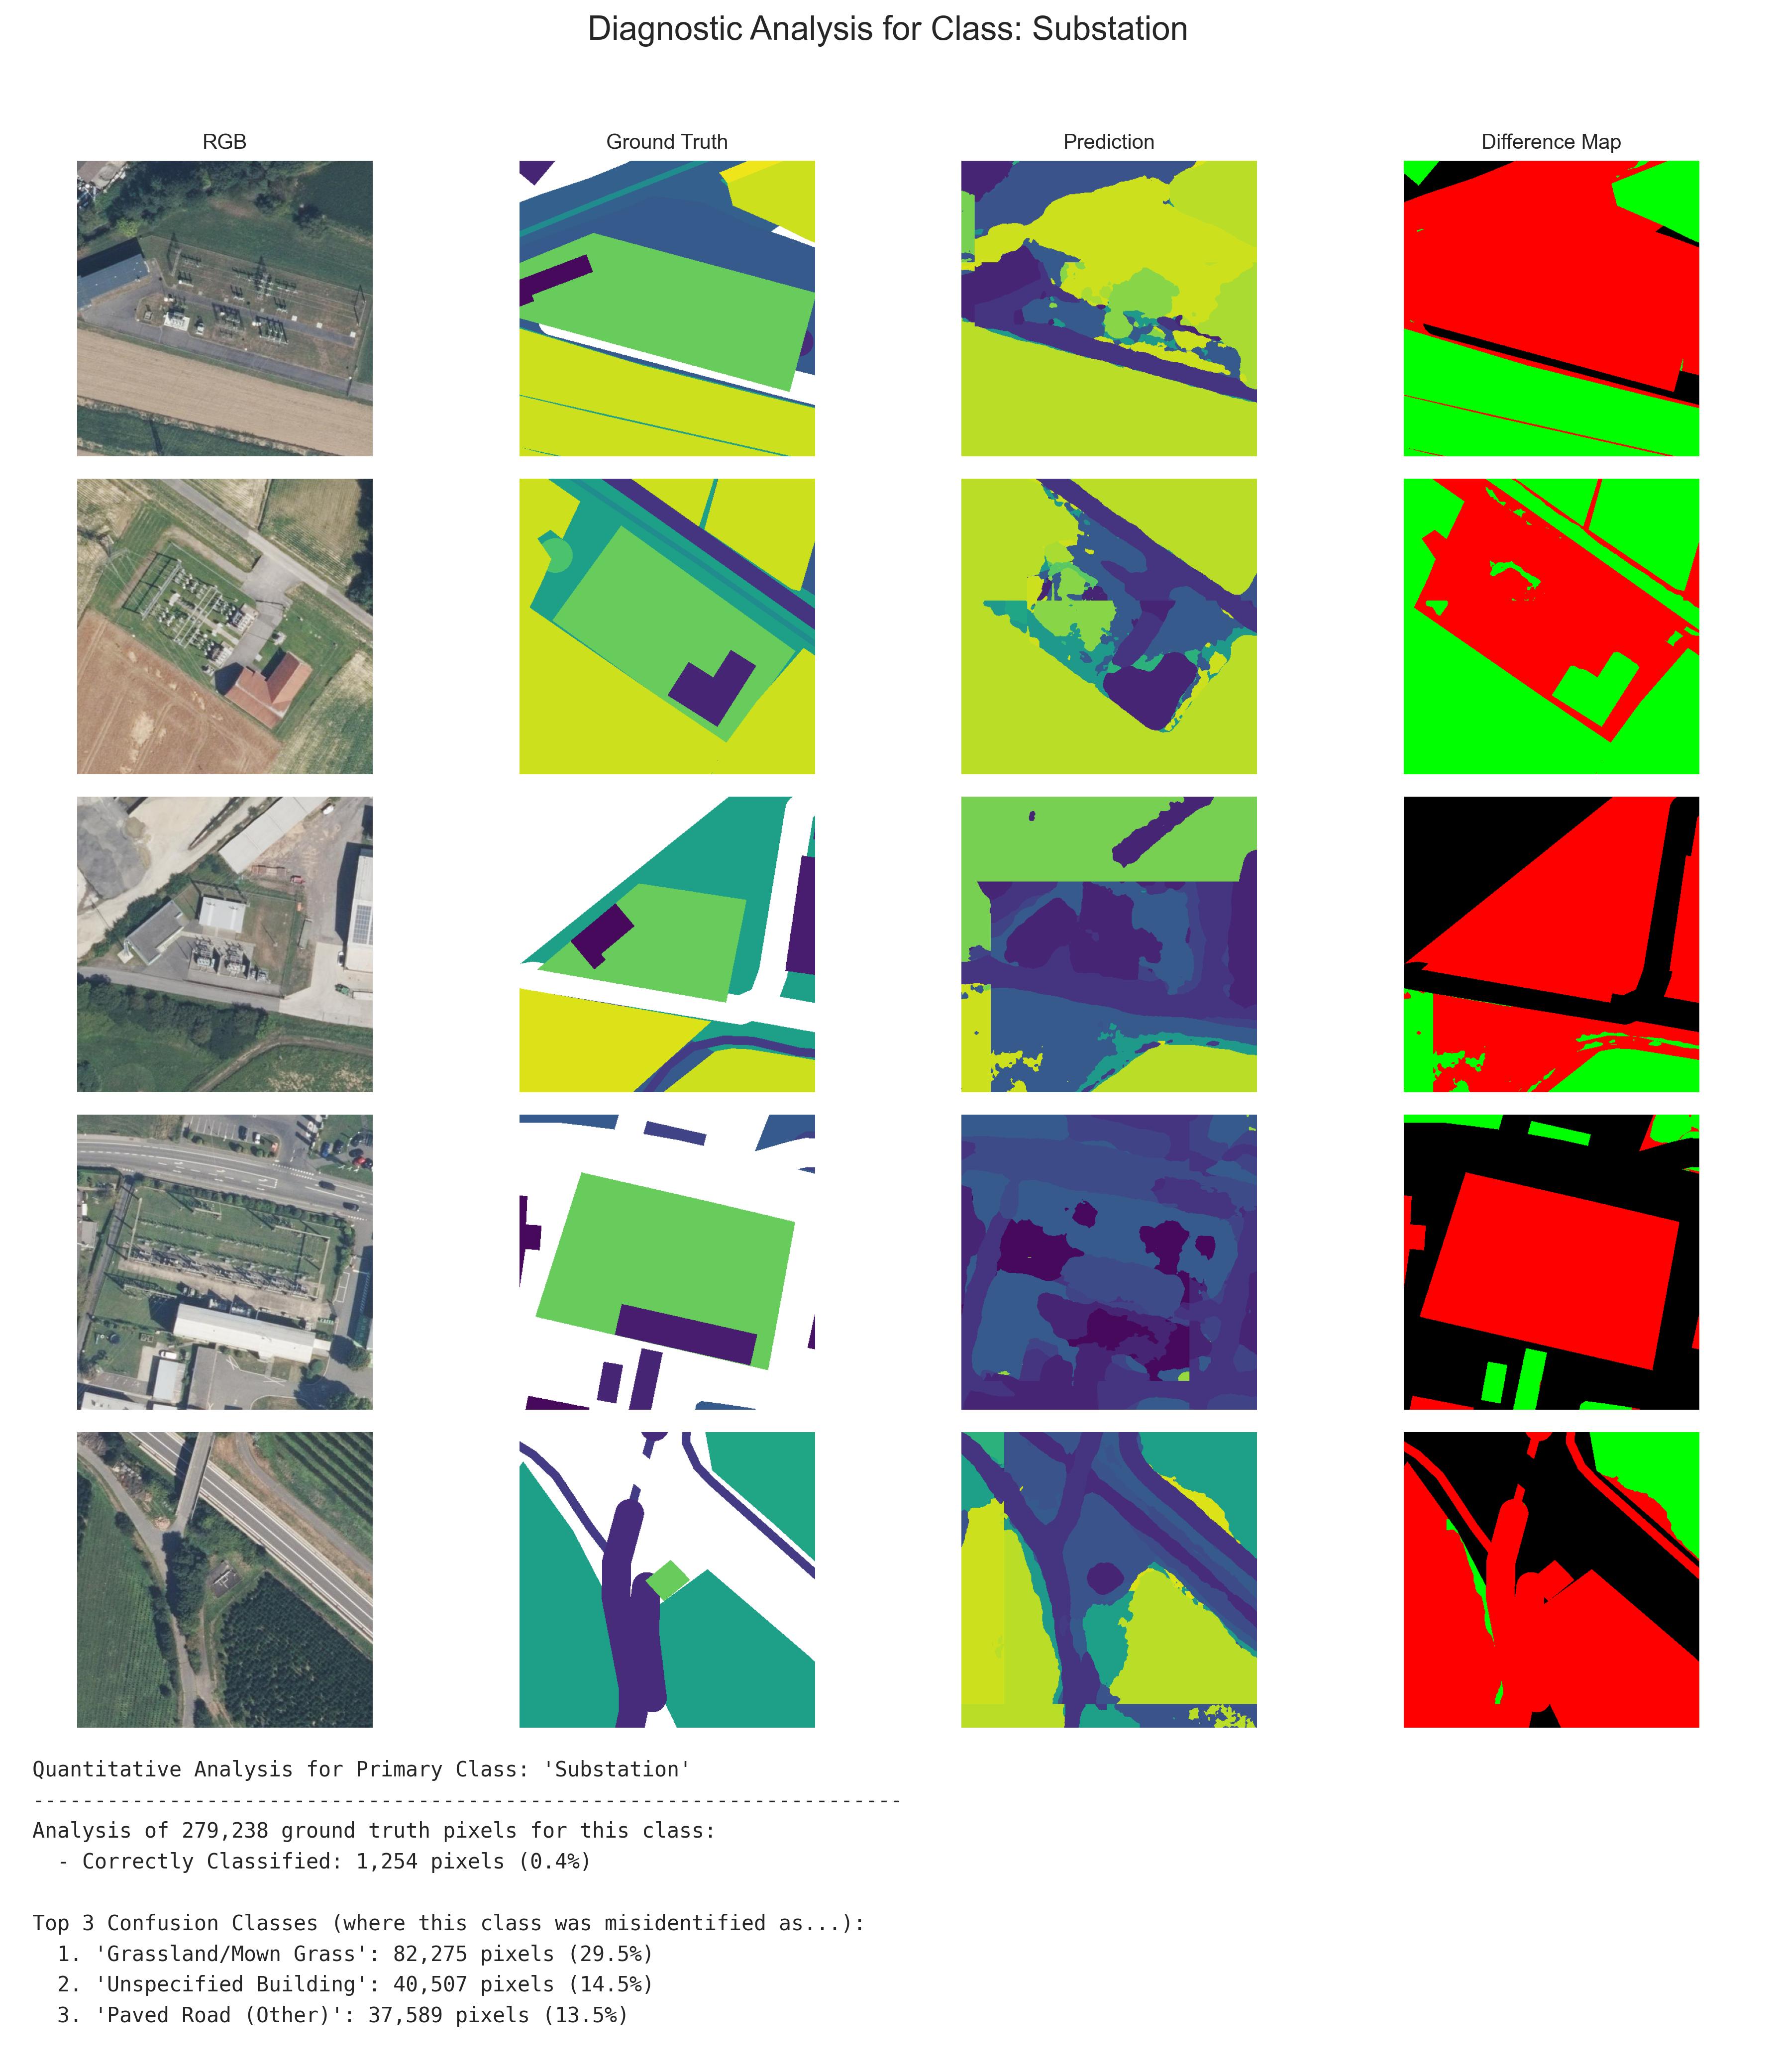 Diagnostic Analysis for Class: Substation
RGB
Ground Truth
Prediction
Difference Map
Quantitative Analysis for Primary Class: 'Substation'
----------------------------------------------------------------------
Analysis of 279,238 ground truth pixels for this class:
- Correctly Classified: 1,254 pixels (0.4%)
Top 3 Confusion Classes (where this class was misidentified as...):
1. 'Grassland/Mown Grass': 82,275 pixels (29.5%)
2. 'Unspecified Building': 40,507 pixels (14.5%)
3. 'Paved Road (Other)': 37,589 pixels (13.5%)